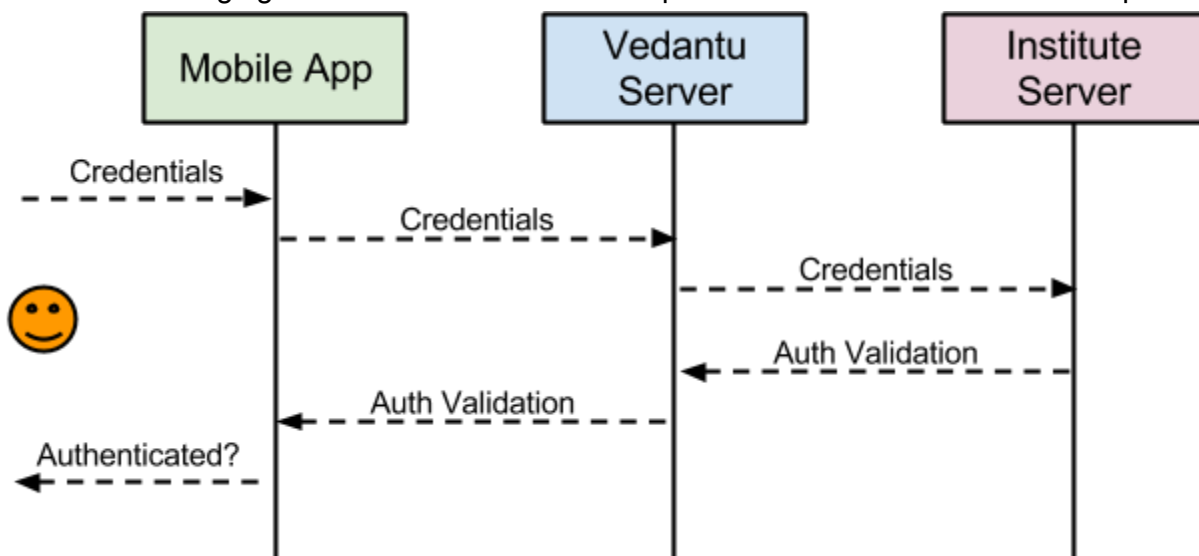 Mobile App
Vedantu
Server
Institute
Server
Credentials
Credentials
Credentials
Auth Validation
Auth Validation
Authenticated?